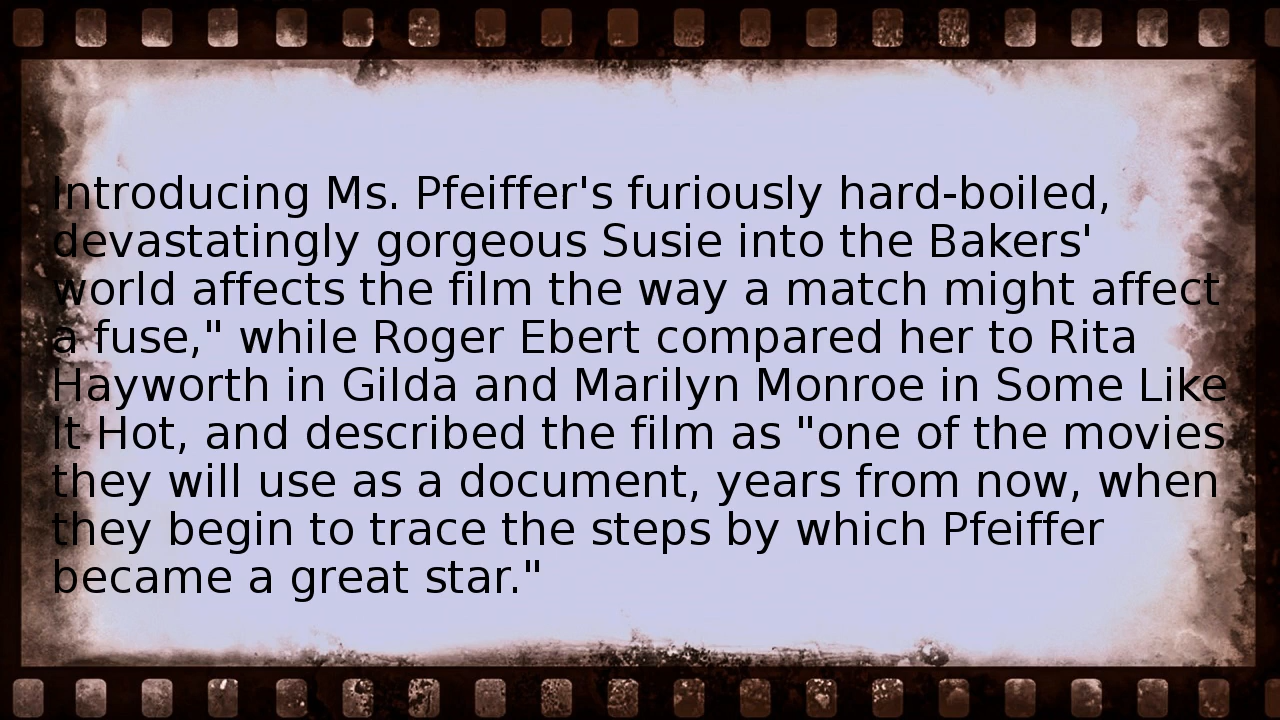 Introducing Ms. Pfeiffer's furiously hard-boiled,
devastatingly gorgeous Susie into the Bakers'
world affects the film the way a match might affect
a fuse," while Roger Ebert compared her to Rita
Hayworth in Gilda and Marilyn Monroe in Some Like
It Hot, and described the film as "one of the movies
they will use as a document, years from now, when
they begin to trace the steps by which Pfeiffer
became a great star."